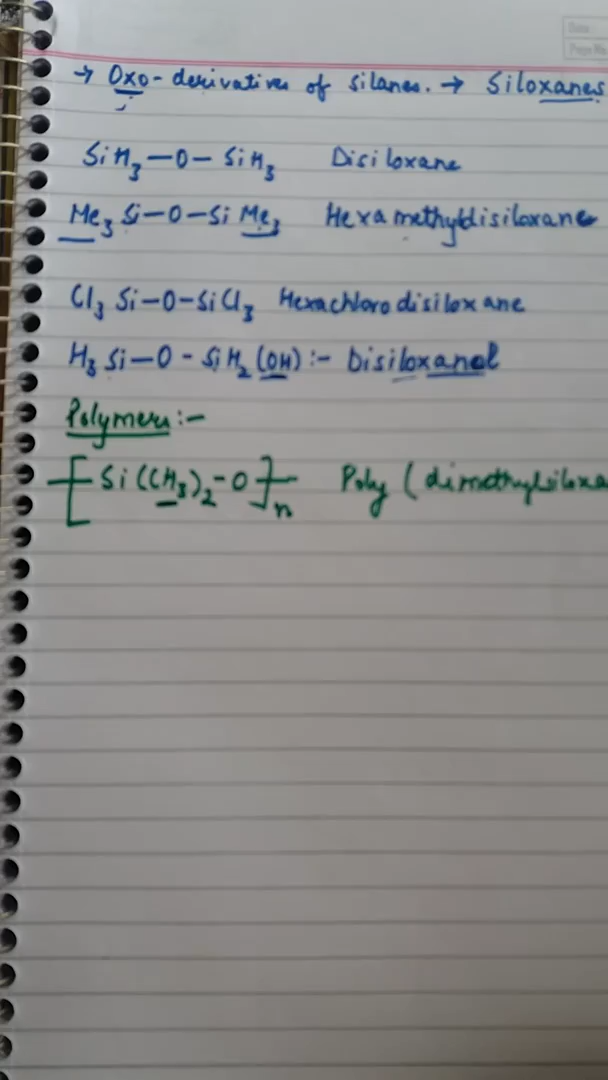 → Oxo-derivatives of silanes. → Siloxanes
SiH₃—O—SiH₃ Disiloxane
Me₃Si—O—SiMe₃ Hexamethyldisiloxane
Cl₃Si—O—SiCl₃ Hexachlorodisiloxane
H₃Si—O-SiH₂(OH):- Disiloxanol
Polymers:-
[Si(CH₃)₂-O]ₙ Poly (dimethylsiloxa